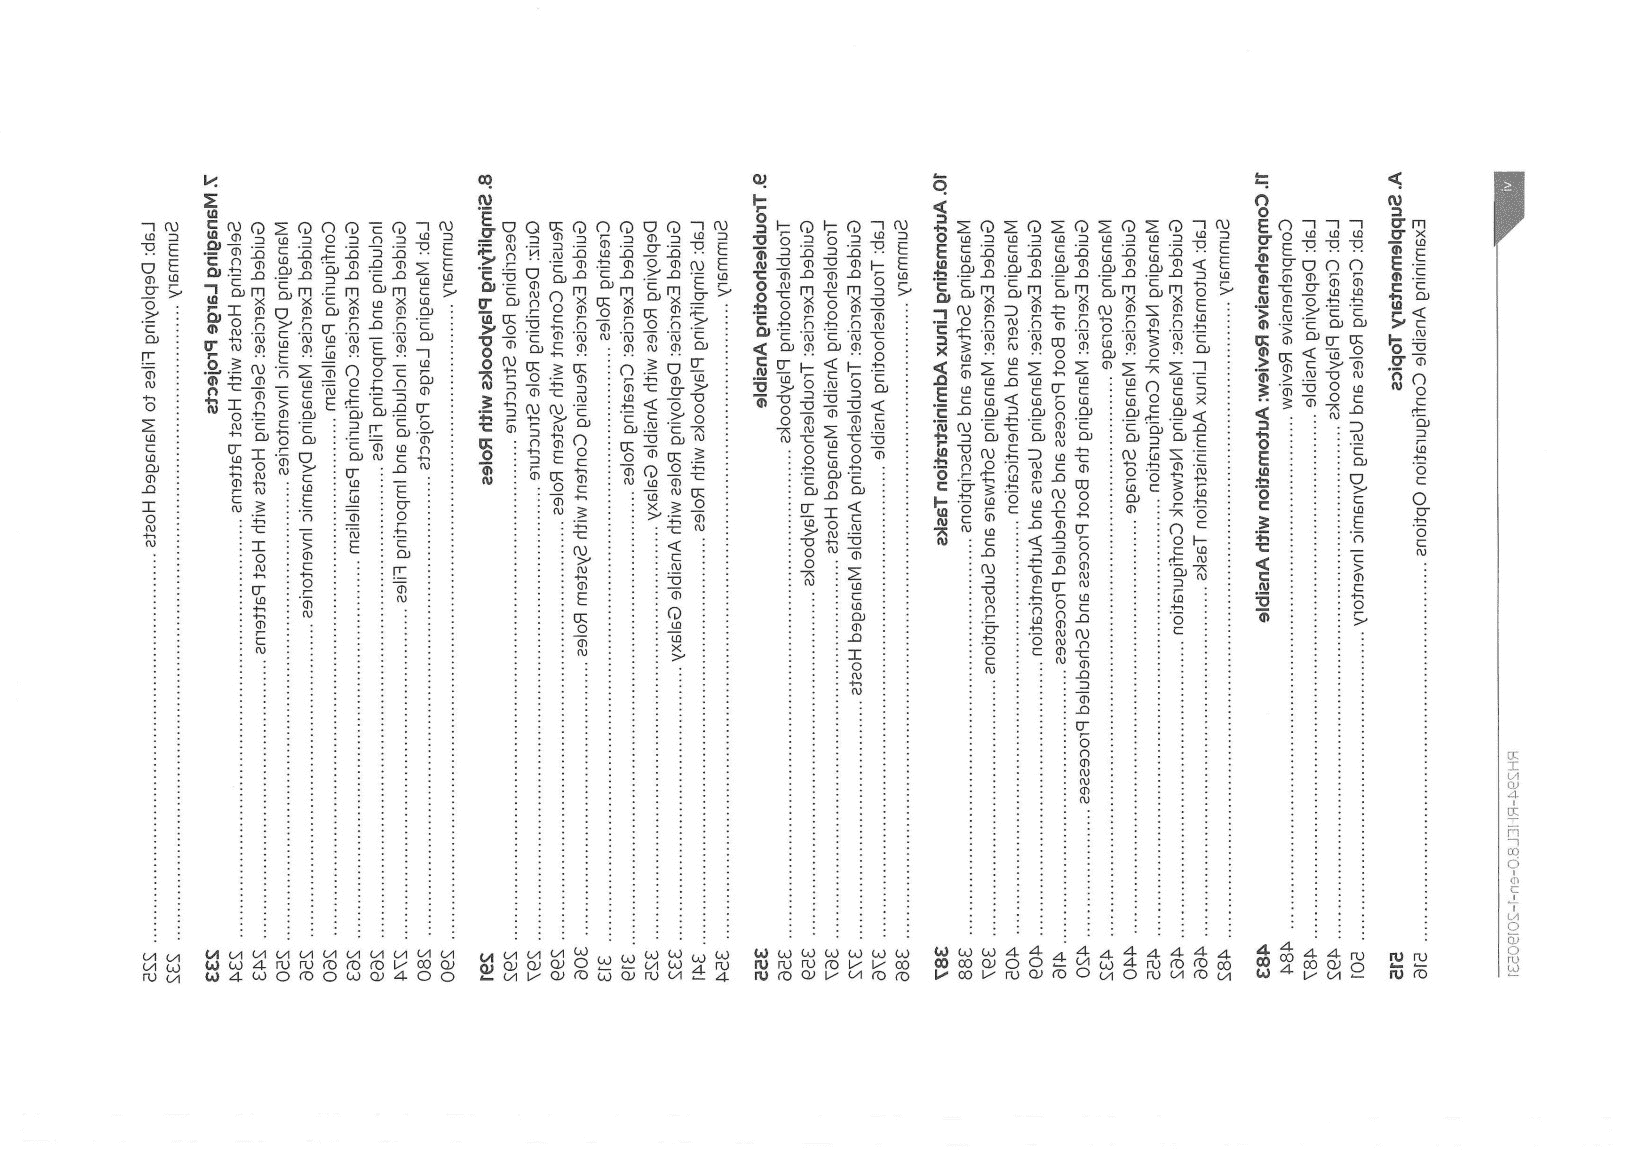 Lab: Deploying Files to Managed Hosts ........ 225
Summary ........ 232
7. Managing Large Projects 233
Selecting Hosts with Host Patterns ........ 234
Guided Exercise: Selecting Hosts with Host Patterns ........ 243
Managing Dynamic Inventories ........ 250
Guided Exercise: Managing Dynamic Inventories ........ 256
Configuring Parallelism ........ 260
Guided Exercise: Configuring Parallelism ........ 263
Including and Importing Files ........ 269
Guided Exercise: Including and Importing Files ........ 274
Lab: Managing Large Projects ........ 280
Summary ........ 290
8. Simplifying Playbooks with Roles 291
Describing Role Structure ........ 292
Quiz: Describing Role Structure ........ 297
Reusing Content with System Roles ........ 299
Guided Exercise: Reusing Content with System Roles ........ 306
Creating Roles ........ 313
Guided Exercise: Creating Roles ........ 319
Deploying Roles with Ansible Galaxy ........ 325
Guided Exercise: Deploying Roles with Ansible Galaxy ........ 332
Lab: Simplifying Playbooks with Roles ........ 341
Summary ........ 354
9. Troubleshooting Ansible 355
Troubleshooting Playbooks ........ 356
Guided Exercise: Troubleshooting Playbooks ........ 359
Troubleshooting Ansible Managed Hosts ........ 367
Guided Exercise: Troubleshooting Ansible Managed Hosts ........ 372
Lab: Troubleshooting Ansible ........ 376
Summary ........ 386
10. Automating Linux Administration Tasks 387
Managing Software and Subscriptions ........ 388
Guided Exercise: Managing Software and Subscriptions ........ 397
Managing Users and Authentication ........ 405
Guided Exercise: Managing Users and Authentication ........ 409
Managing the Boot Process and Scheduled Processes ........ 416
Guided Exercise: Managing the Boot Process and Scheduled Processes ........ 420
Managing Storage ........ 432
Guided Exercise: Managing Storage ........ 440
Managing Network Configuration ........ 455
Guided Exercise: Managing Network Configuration ........ 462
Lab: Automating Linux Administration Tasks ........ 466
Summary ........ 482
11. Comprehensive Review: Automation with Ansible 483
Comprehensive Review ........ 484
Lab: Deploying Ansible ........ 487
Lab: Creating Playbooks ........ 492
Lab: Creating Roles and Using Dynamic Inventory ........ 501
A. Supplementary Topics 515
Examining Ansible Configuration Options ........ 516
iv RH294-RHEL8.0-en-1-20190531